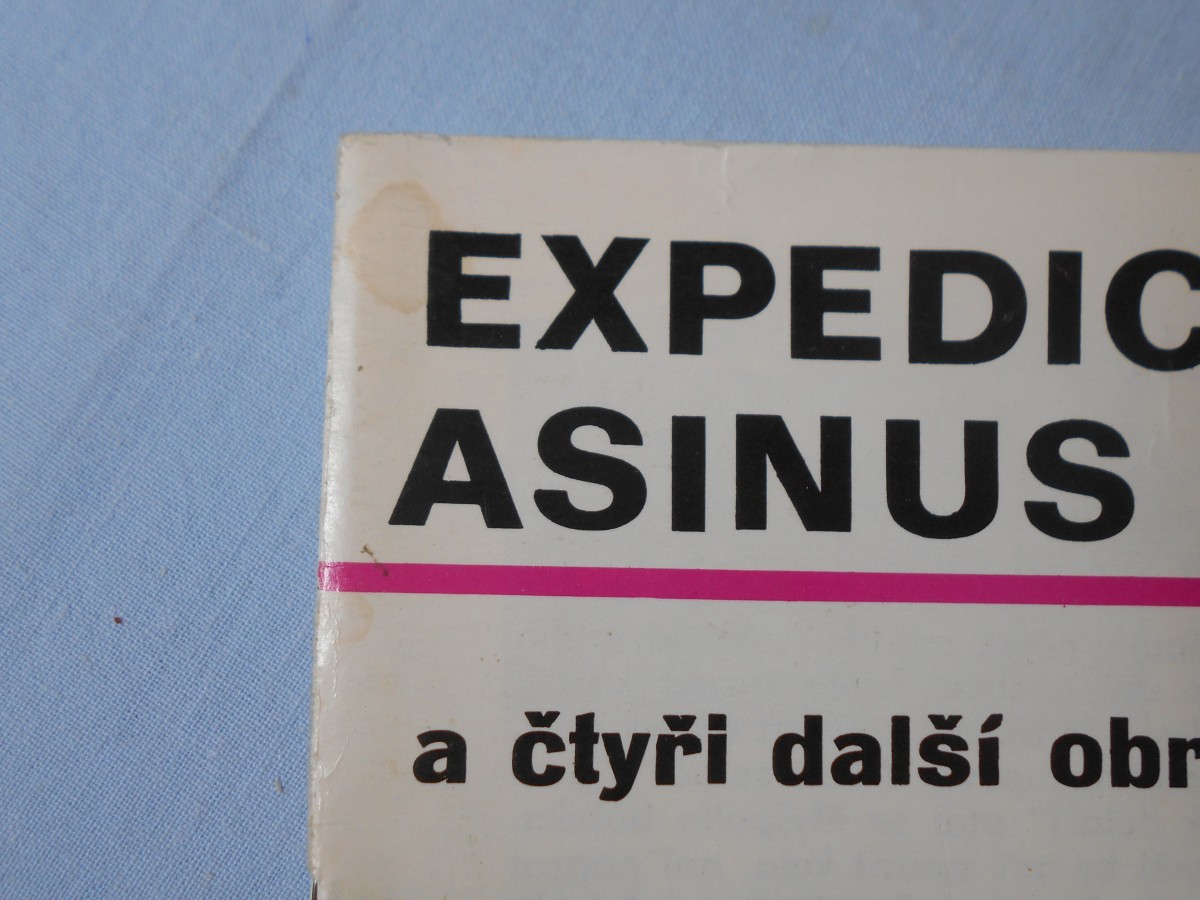 EXPEDIC
ASINUS
a čtyři další obr